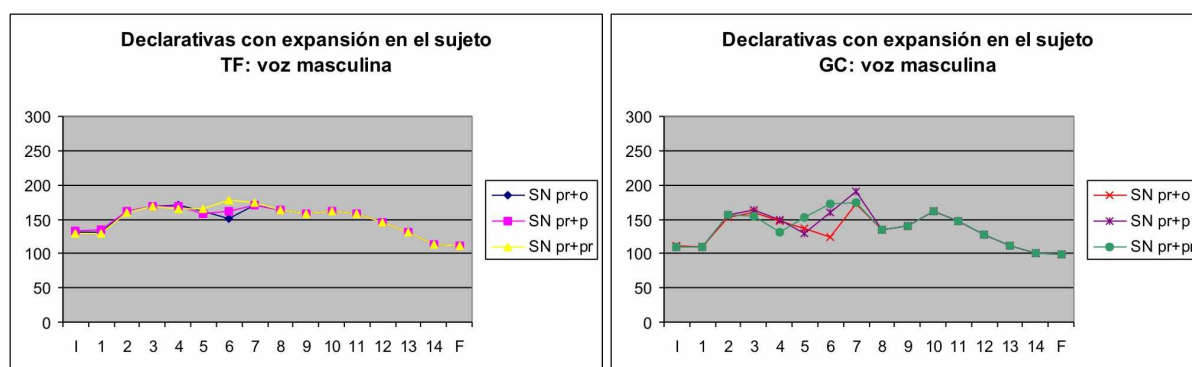 Declarativas con expansión en el sujeto
TF: voz masculina
300
250
200
150
100
50
0
I 1 2 3 4 5 6 7 8 9 10 11 12 13 14 F
SN pr+o
SN pr+p
SN pr+pr
Declarativas con expansión en el sujeto
GC: voz masculina
300
250
200
150
100
50
0
I 1 2 3 4 5 6 7 8 9 10 11 12 13 14 F
SN pr+o
SN pr+p
SN pr+pr